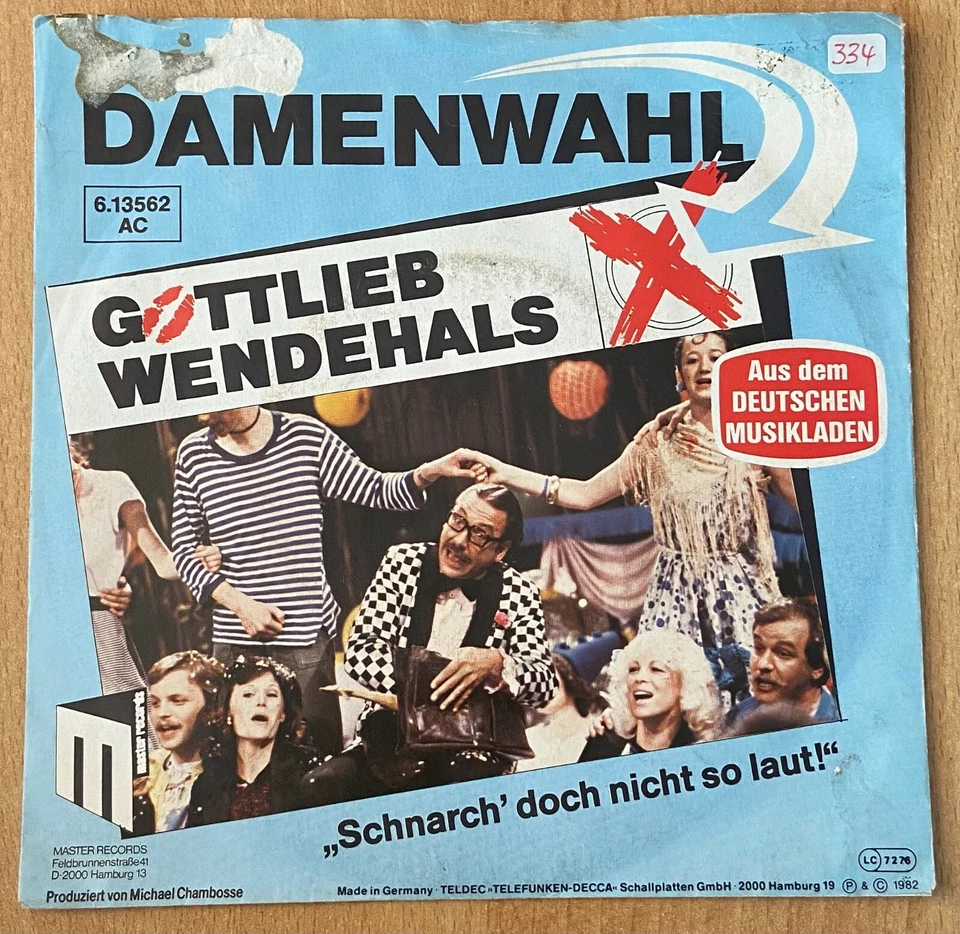 334
DAMENWAHL
6.13562
AC
GOTTLIEB
WENDEHALS
Aus dem
DEUTSCHEN
MUSIKLADEN
m
master records
„Schnarch’ doch nicht so laut!“
MASTER RECORDS
Feldbrunnenstraße 41
D-2000 Hamburg 13
LC 7276
Produziert von Michael Chambosse
Made in Germany · TELDEC »TELEFUNKEN-DECCA« Schallplatten GmbH · 2000 Hamburg 19 Ⓟ & © 1982